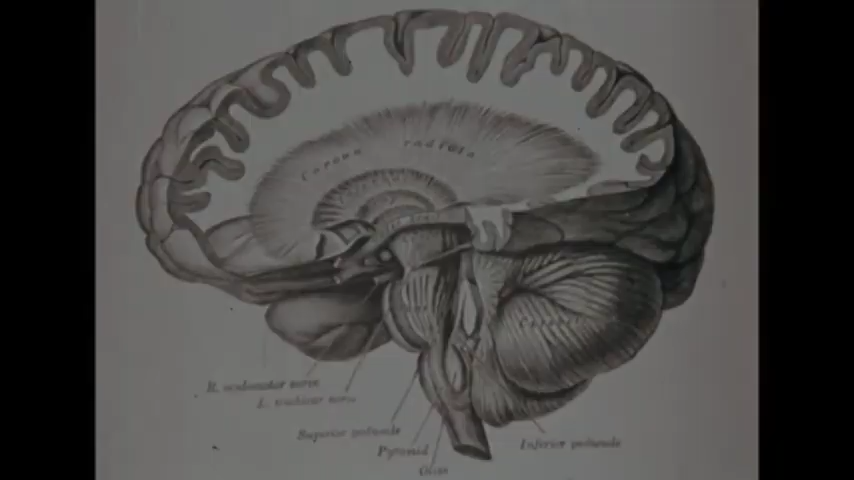 Corona radiata
R. oculomotor nerve
L. trochlear nerve
Superior peduncle
Pyramid
Olive
Inferior peduncle